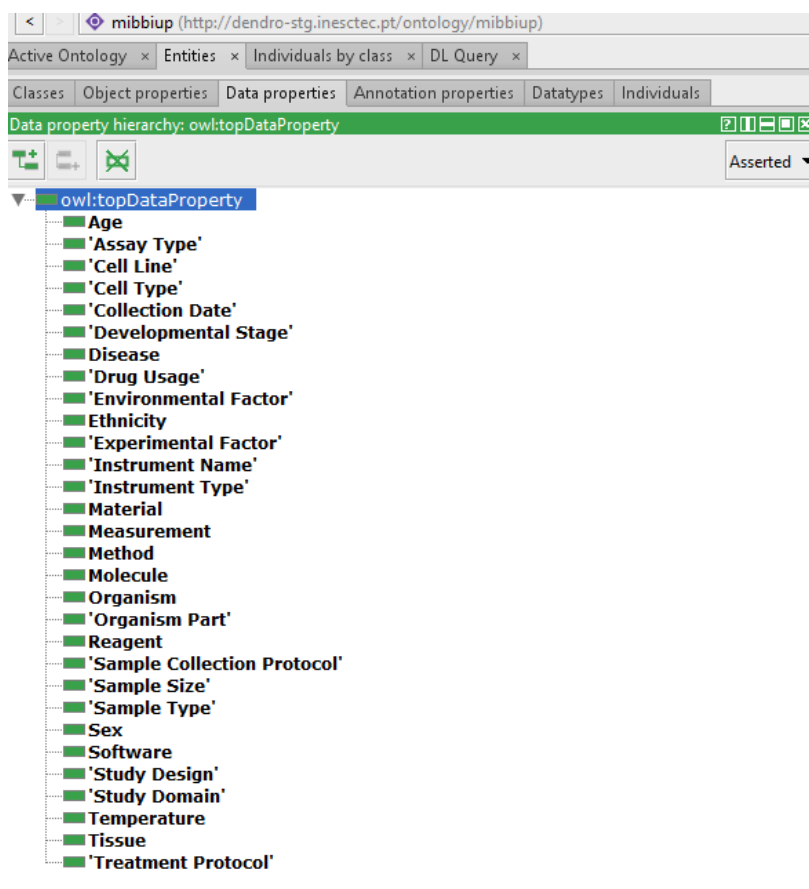 < > mibbiup (http://dendro-stg.inesctec.pt/ontology/mibbiup)
Active Ontology × Entities × Individuals by class × DL Query ×
Classes Object properties Data properties Annotation properties Datatypes Individuals
Data property hierarchy: owl:topDataProperty
Asserted
owl:topDataProperty
Age
'Assay Type'
'Cell Line'
'Cell Type'
'Collection Date'
'Developmental Stage'
Disease
'Drug Usage'
'Environmental Factor'
Ethnicity
'Experimental Factor'
'Instrument Name'
'Instrument Type'
Material
Measurement
Method
Molecule
Organism
'Organism Part'
Reagent
'Sample Collection Protocol'
'Sample Size'
'Sample Type'
Sex
Software
'Study Design'
'Study Domain'
Temperature
Tissue
'Treatment Protocol'